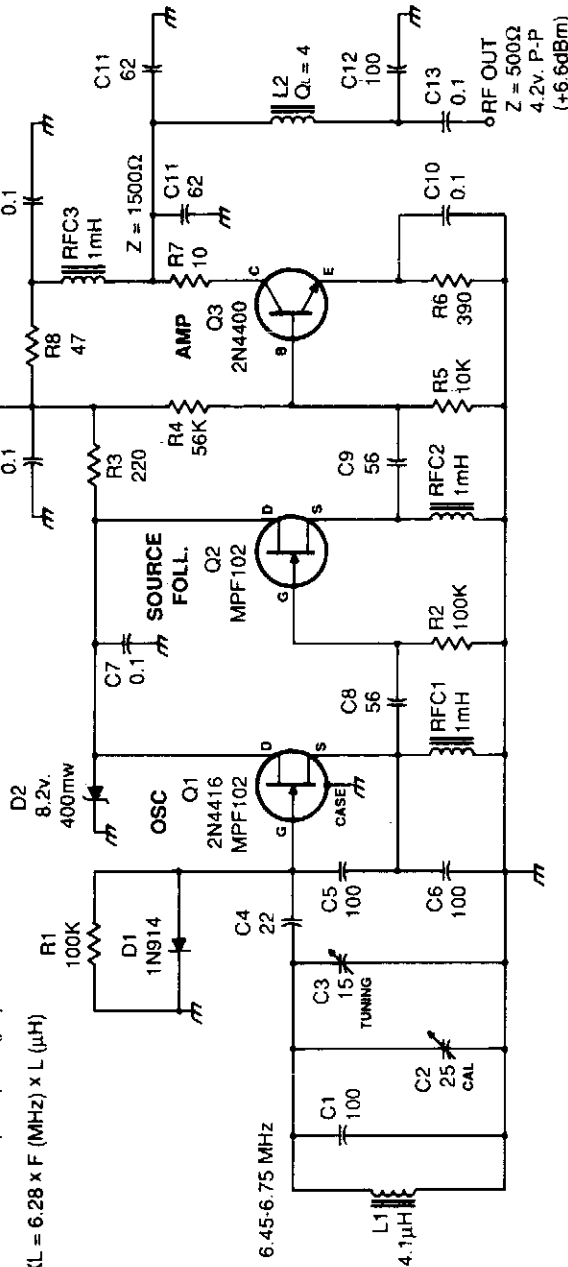 XL = 6.28 x F (MHz) x L (µH)
6.45-6.75 MHz
L1
4.1µH
C1
100
C2
25
CAL
C3
15
TUNING
C4
22
C5
100
C6
100
R1
100K
D1
1N914
D2
8.2v.
400mw
OSC
Q1
2N4416
MPF102
G
D
S
CASE
RFC1
1mH
C8
56
C7
0.1
SOURCE
FOLL.
Q2
MPF102
G
D
S
R2
100K
RFC2
1mH
C9
56
R3
220
0.1
R4
56K
R5
10K
R8
47
AMP
Q3
2N4400
B
C
E
R6
390
R7
10
RFC3
1mH
0.1
Z = 1500Ω
C11
62
C11
62
L2
QL = 4
C12
100
C10
0.1
C13
0.1
RF OUT
Z = 500Ω
4.2v. P-P
(+6.6dBm)